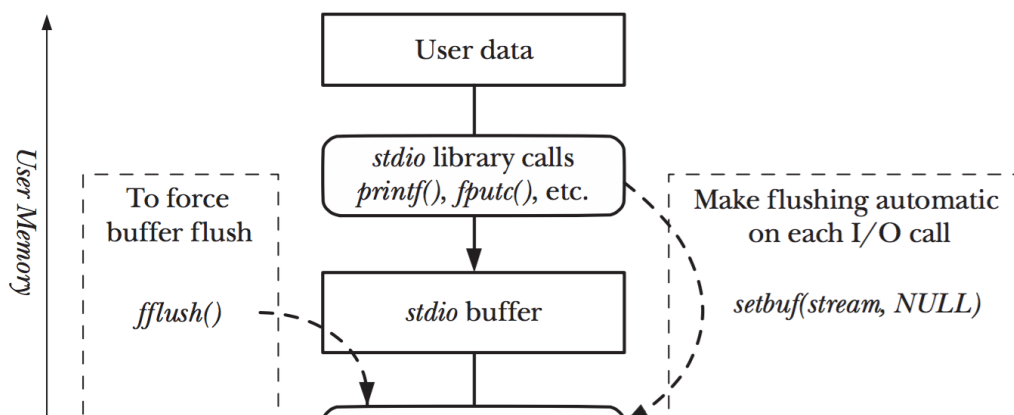 User data
User Memory
stdio library calls
printf(), fputc(), etc.
To force
buffer flush
Make flushing automatic
on each I/O call
fflush()
stdio buffer
setbuf(stream, NULL)